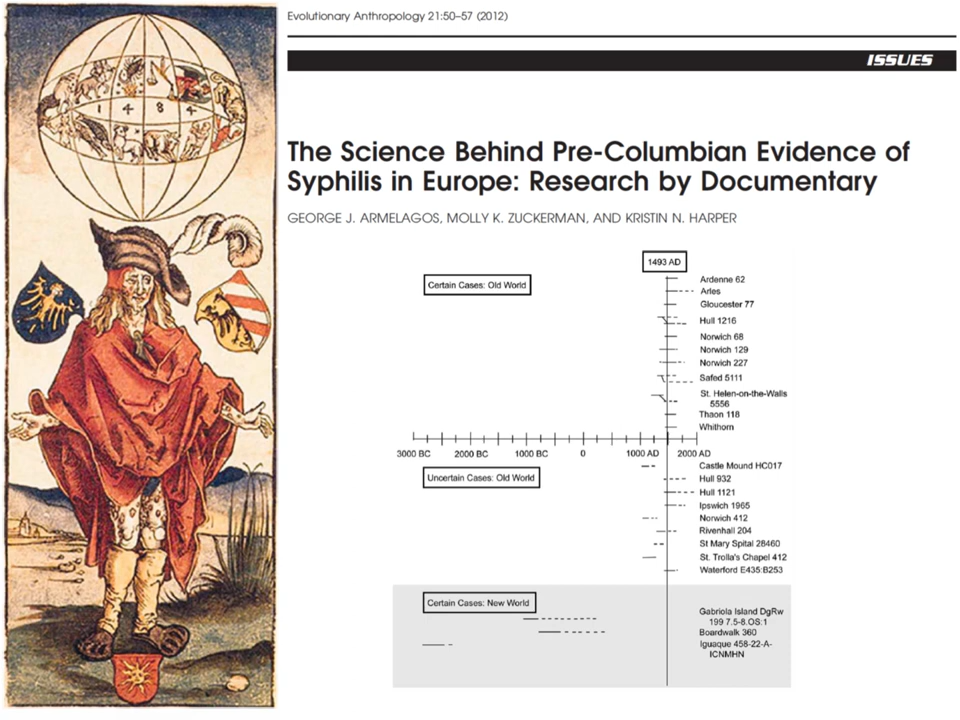 1 4 8 4
Evolutionary Anthropology 21:50–57 (2012)
ISSUES
The Science Behind Pre-Columbian Evidence of
Syphilis in Europe: Research by Documentary
GEORGE J. ARMELAGOS, MOLLY K. ZUCKERMAN, AND KRISTIN N. HARPER
1493 AD
Certain Cases: Old World
Ardenne 62
Arles
Gloucester 77
Hull 1216
Norwich 68
Norwich 129
Norwich 227
Safed 5111
St. Helen-on-the-Walls
5556
Thaon 118
Whithorn
3000 BC 2000 BC 1000 BC 0 1000 AD 2000 AD
Uncertain Cases: Old World
Castle Mound HC017
Hull 932
Hull 1121
Ipswich 1965
Norwich 412
Rivenhall 204
St Mary Spital 28460
St. Trolla's Chapel 412
Waterford E435:B253
Certain Cases: New World
Gabriola Island DgRw
199 7.5-8.OS:1
Boardwalk 360
Iguaque 458-22-A-
ICNMHN